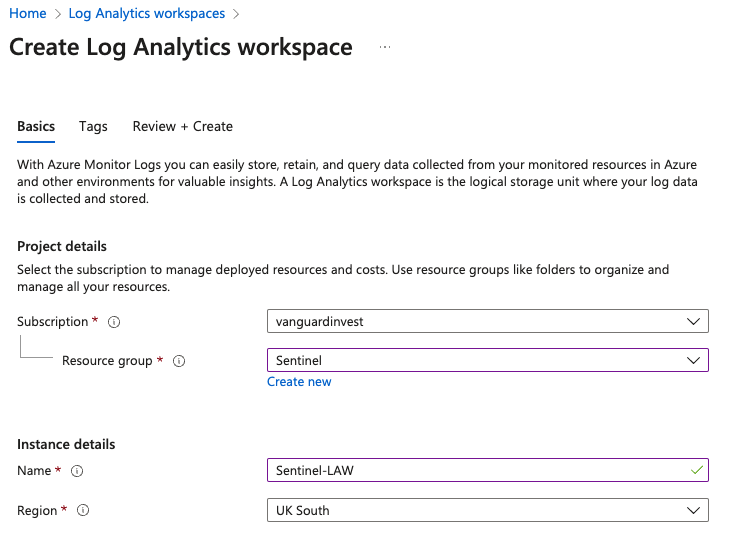 Home > Log Analytics workspaces >
Create Log Analytics workspace ...
Basics Tags Review + Create
With Azure Monitor Logs you can easily store, retain, and query data collected from your monitored resources in Azure
and other environments for valuable insights. A Log Analytics workspace is the logical storage unit where your log data
is collected and stored.
Project details
Select the subscription to manage deployed resources and costs. Use resource groups like folders to organize and
manage all your resources.
Subscription * vanguardinvest
Resource group * Sentinel
Create new
Instance details
Name * Sentinel-LAW
Region * UK South